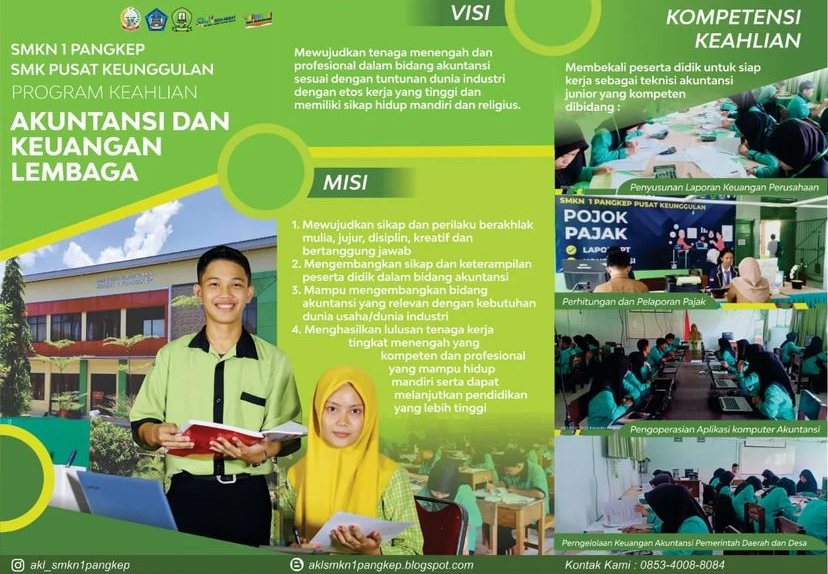 SMKN 1 PANGKEP
SMK PUSAT KEUNGGULAN
PROGRAM KEAHLIAN
AKUNTANSI DAN
KEUANGAN
LEMBAGA
VISI
Mewujudkan tenaga menengah dan
profesional dalam bidang akuntansi
sesuai dengan tuntunan dunia industri
dengan etos kerja yang tinggi dan
memiliki sikap hidup mandiri dan religius.
MISI
1. Mewujudkan sikap dan perilaku berakhlak
mulia, jujur, disiplin, kreatif dan
bertanggung jawab
2. Mengembangkan sikap dan keterampilan
peserta didik dalam bidang akuntansi
3. Mampu mengembangkan bidang
akuntansi yang relevan dengan kebutuhan
dunia usaha/dunia industri
4. Menghasilkan lulusan tenaga kerja
tingkat menengah yang
kompeten dan profesional
yang mampu hidup
mandiri serta dapat
melanjutkan pendidikan
yang lebih tinggi
KOMPETENSI
KEAHLIAN
Membekali peserta didik untuk siap
kerja sebagai teknisi akuntansi
junior yang kompeten
dibidang :
Penyusunan Laporan Keuangan Perusahaan
SMKN 1 PANGKEP PUSAT KEUNGGULAN
POJOK
PAJAK
Perhitungan dan Pelaporan Pajak
Pengoperasian Aplikasi komputer Akuntansi
Perngelolaan Keuangan Akuntansi Pemerintah Daerah dan Desa
akl_smkn1pangkep
aklsmkn1pangkep.blogspot.com
Kontak Kami : 0853-4008-8084